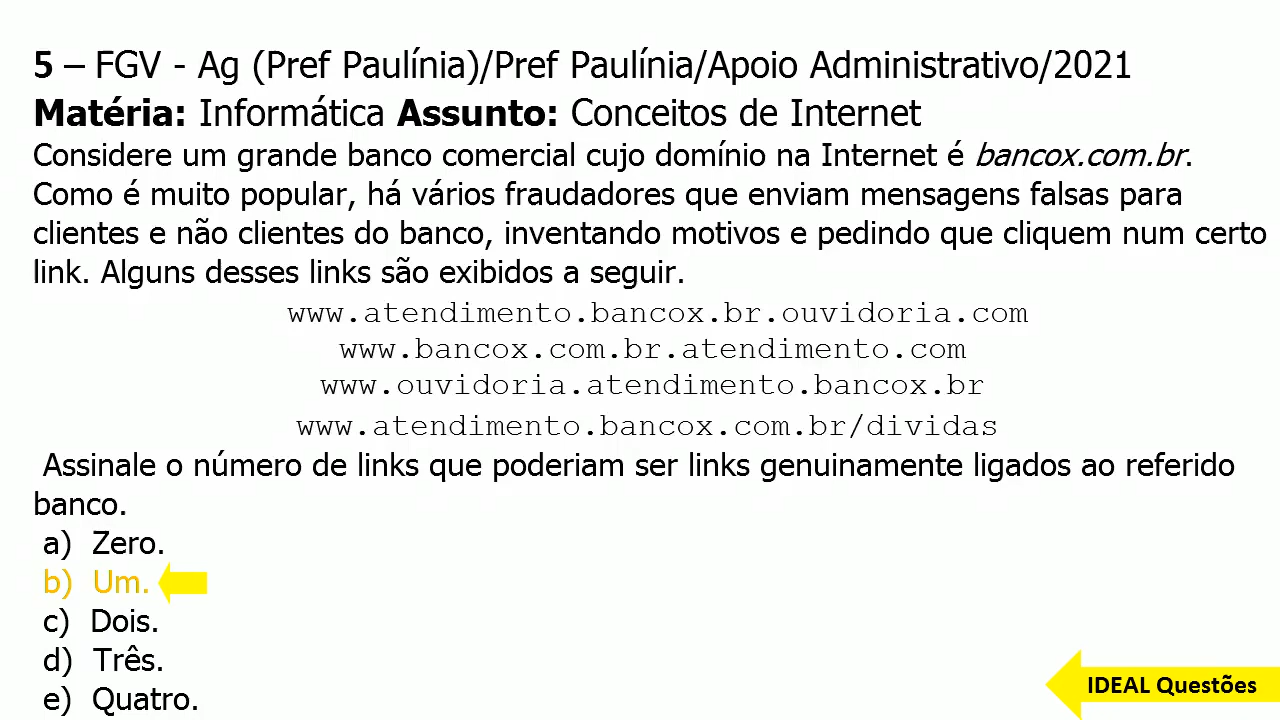 5 – FGV - Ag (Pref Paulínia)/Pref Paulínia/Apoio Administrativo/2021
Matéria: Informática Assunto: Conceitos de Internet
Considere um grande banco comercial cujo domínio na Internet é bancox.com.br.
Como é muito popular, há vários fraudadores que enviam mensagens falsas para
clientes e não clientes do banco, inventando motivos e pedindo que cliquem num certo
link. Alguns desses links são exibidos a seguir.
www.atendimento.bancox.br.ouvidoria.com
www.bancox.com.br.atendimento.com
www.ouvidoria.atendimento.bancox.br
www.atendimento.bancox.com.br/dividas
Assinale o número de links que poderiam ser links genuinamente ligados ao referido
banco.
a) Zero.
b) Um.
c) Dois.
d) Três.
e) Quatro.
IDEAL Questões